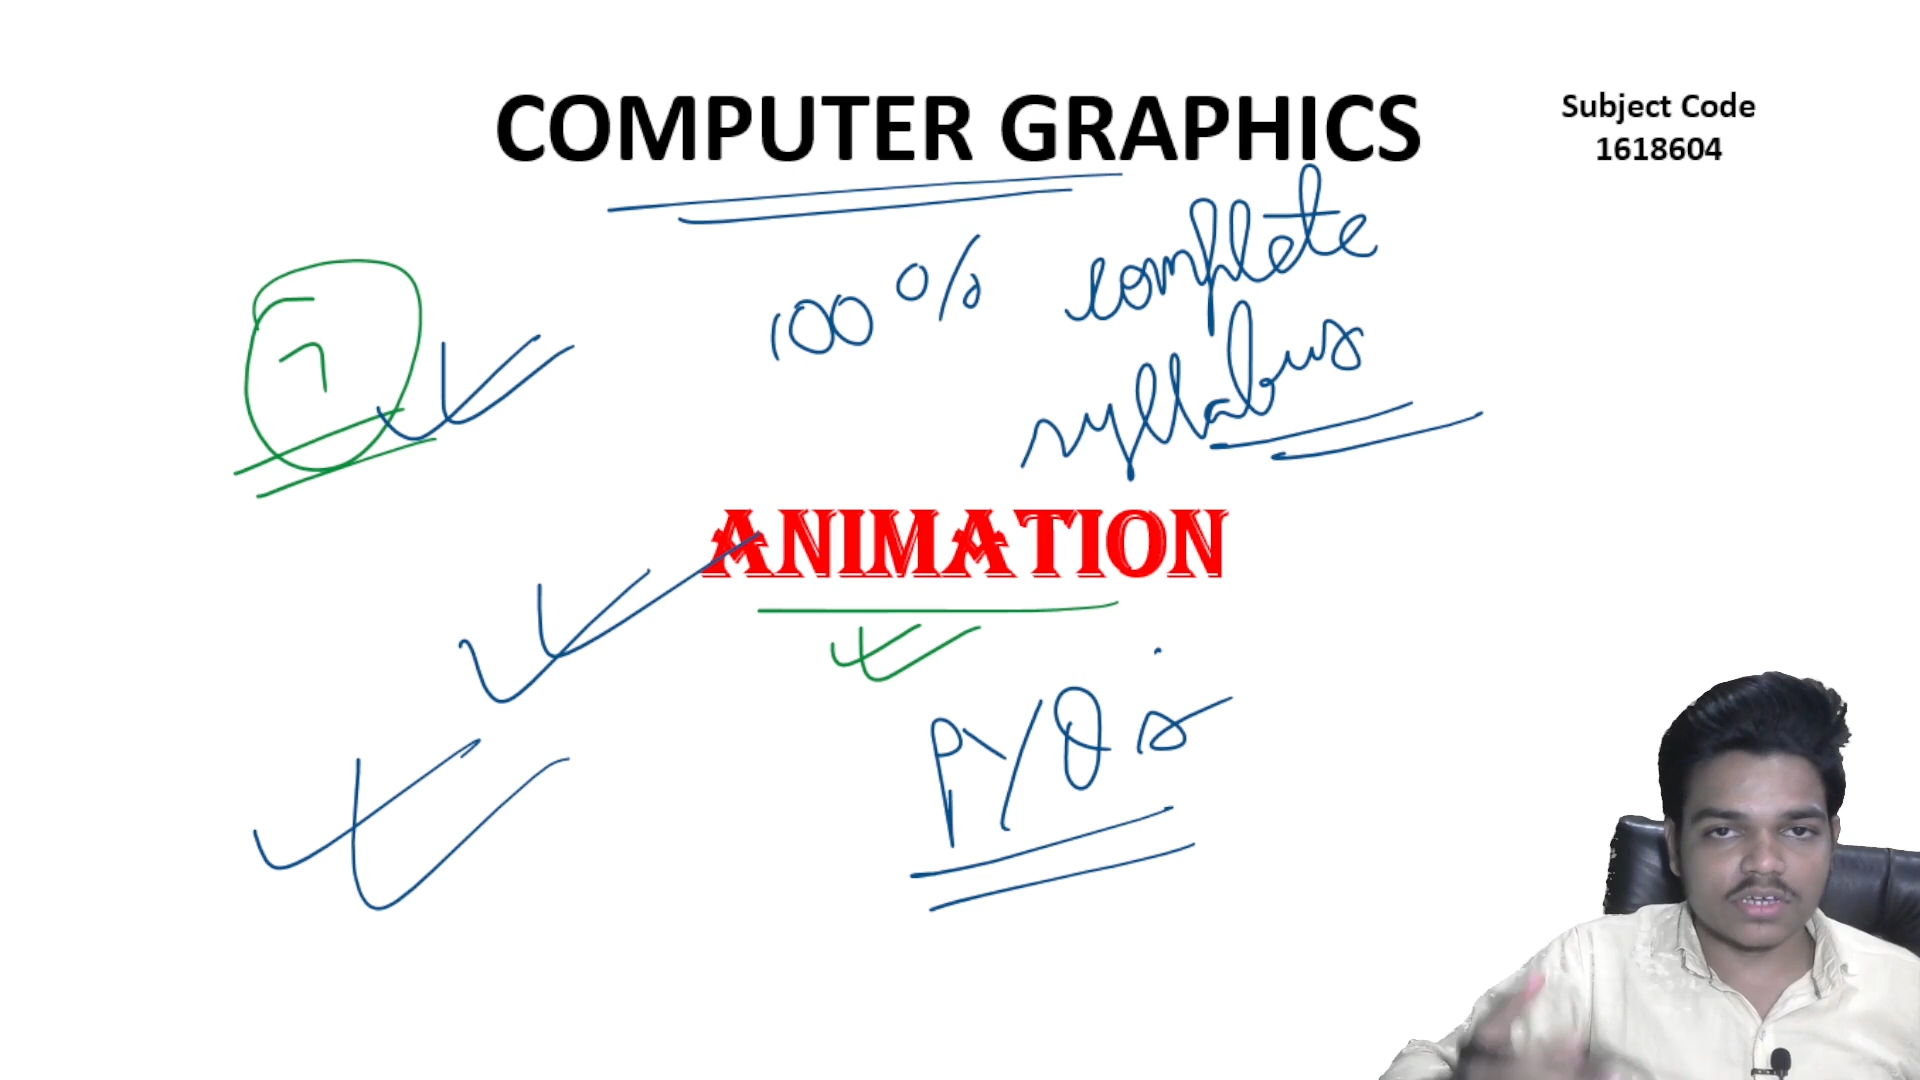 COMPUTER GRAPHICS
Subject Code
1618604
100% complete
syllabus
7
ANIMATION
PYQs